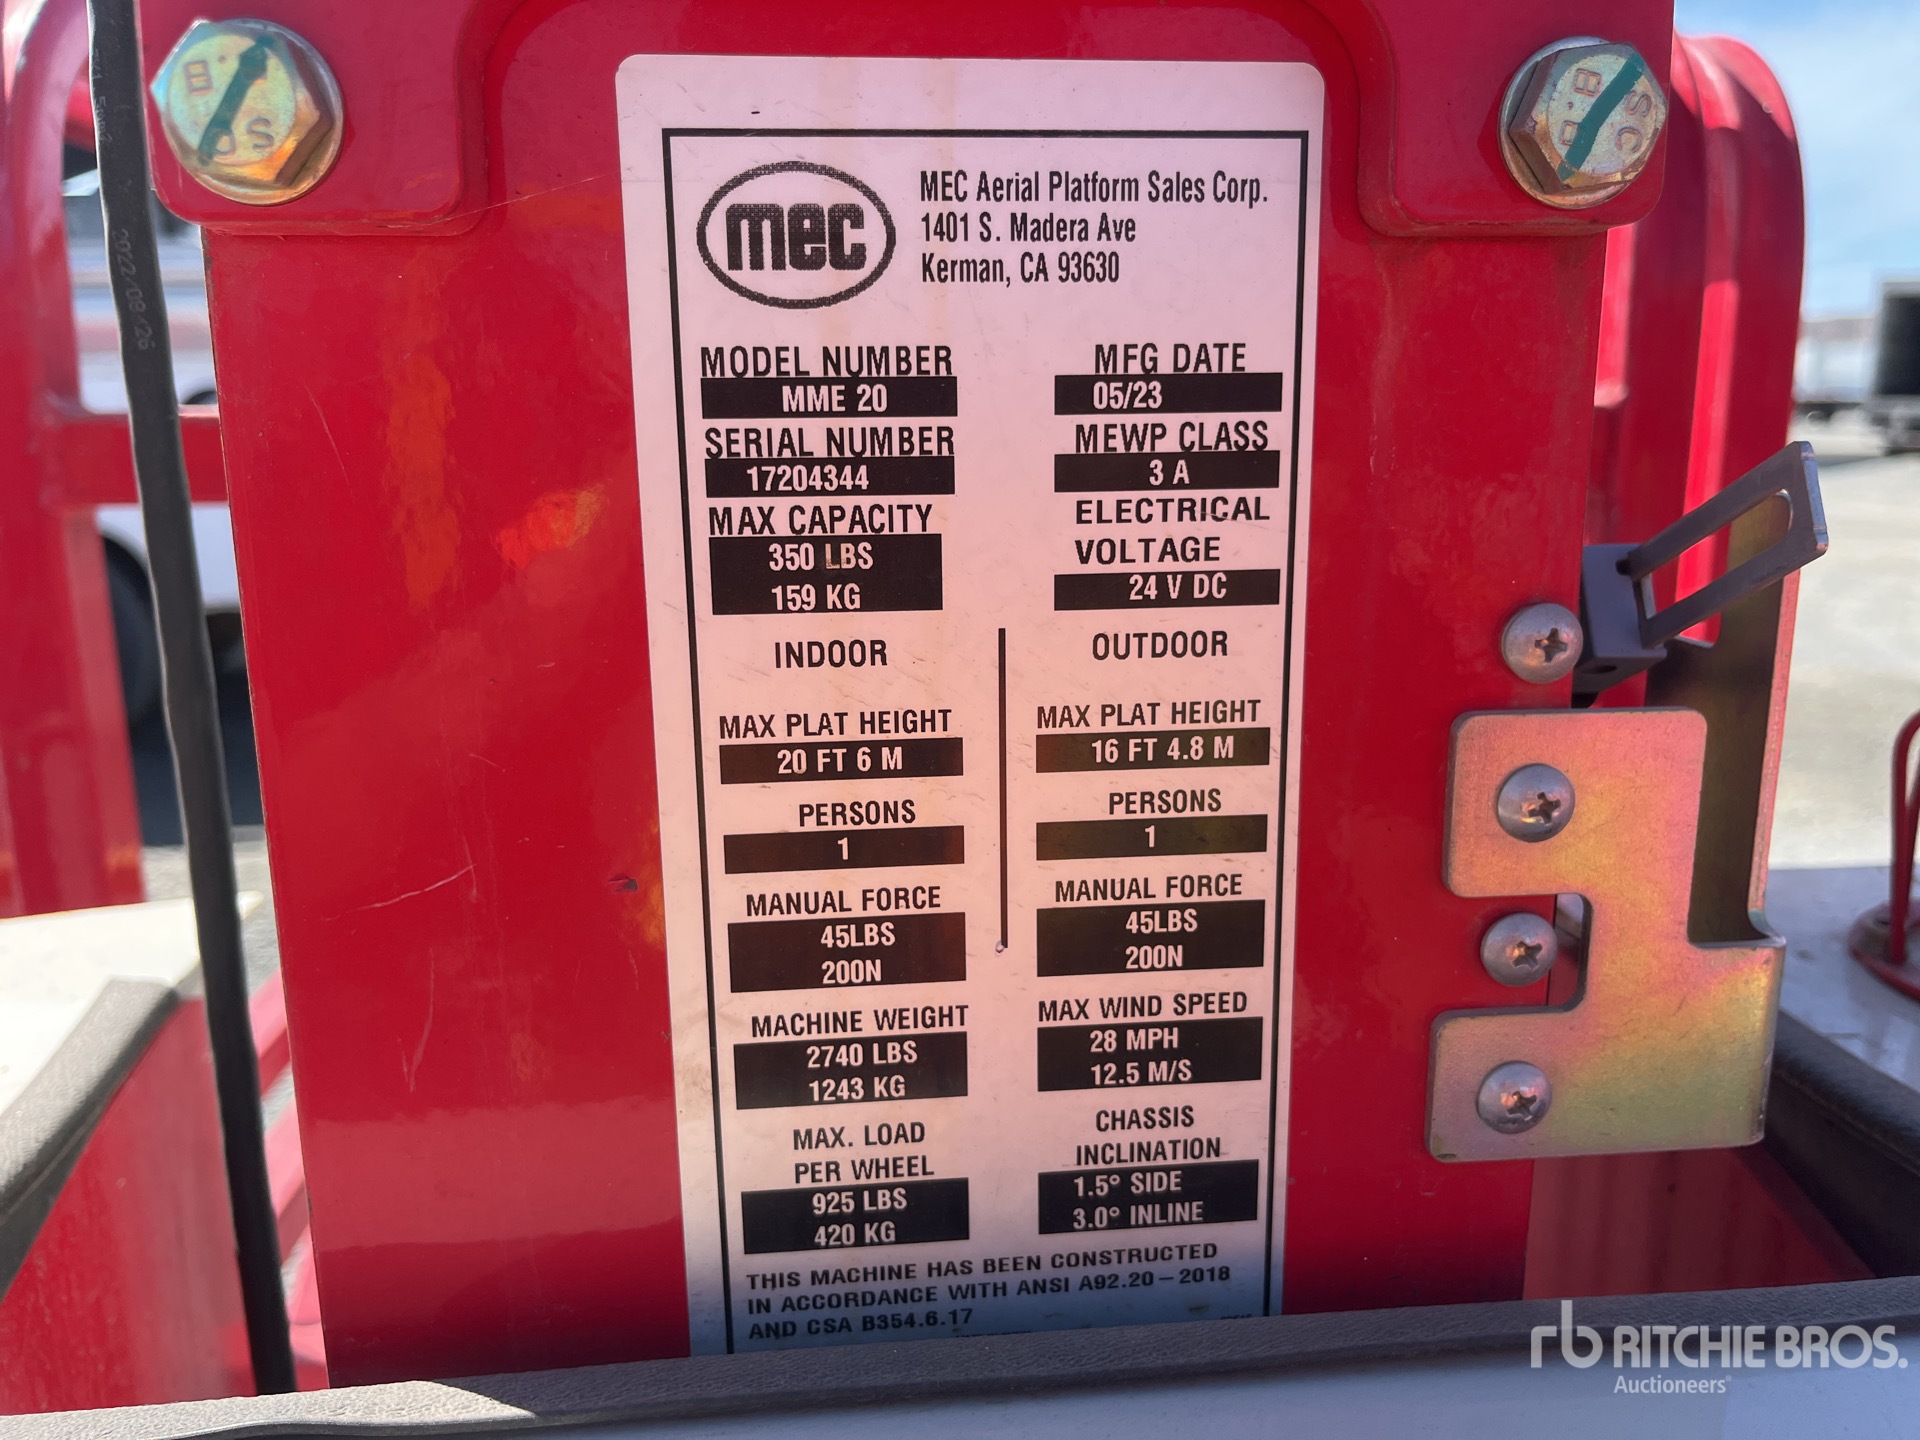 mec
MEC Aerial Platform Sales Corp.
1401 S. Madera Ave
Kerman, CA 93630
MODEL NUMBER
MME 20
MFG DATE
05/23
SERIAL NUMBER
17204344
MEWP CLASS
3 A
MAX CAPACITY
350 LBS
159 KG
ELECTRICAL
VOLTAGE
24 V DC
INDOOR
MAX PLAT HEIGHT
20 FT 6 M
PERSONS
1
MANUAL FORCE
45LBS
200N
MACHINE WEIGHT
2740 LBS
1243 KG
MAX. LOAD
PER WHEEL
925 LBS
420 KG
OUTDOOR
MAX PLAT HEIGHT
16 FT 4.8 M
PERSONS
1
MANUAL FORCE
45LBS
200N
MAX WIND SPEED
28 MPH
12.5 M/S
CHASSIS
INCLINATION
1.5° SIDE
3.0° INLINE
THIS MACHINE HAS BEEN CONSTRUCTED
IN ACCORDANCE WITH ANSI A92.20–2018
AND CSA B354.6.17
2022/09/26
rb RITCHIE BROS.
Auctioneers